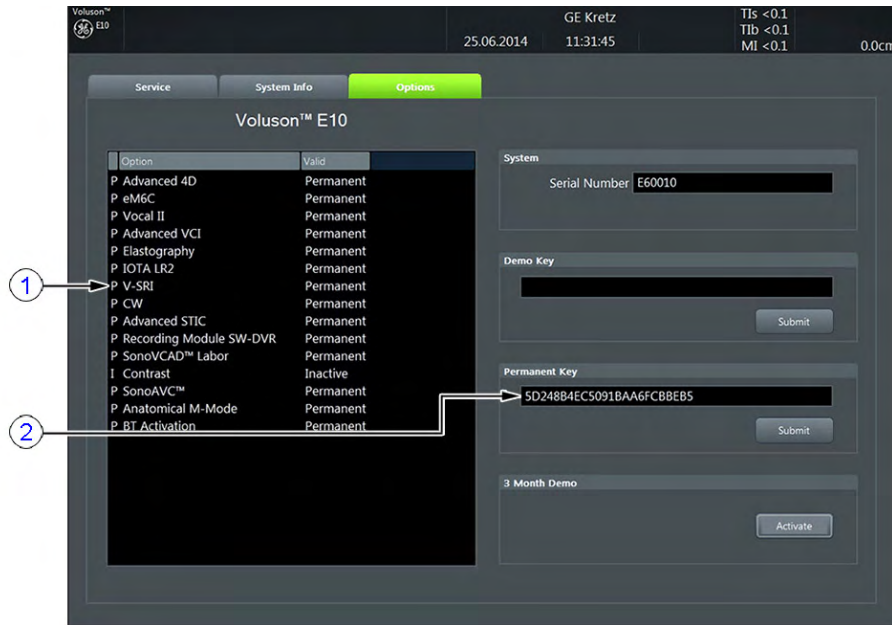 Voluson™
E10
GE Kretz
25.06.2014 11:31:45
TIs <0.1
TIb <0.1
MI <0.1
0.0cm
Service System Info Options
Voluson™ E10
Option Valid
P Advanced 4D Permanent
P eM6C Permanent
P Vocal II Permanent
P Advanced VCI Permanent
P Elastography Permanent
P IOTA LR2 Permanent
P V-SRI Permanent
P CW Permanent
P Advanced STIC Permanent
P Recording Module SW-DVR Permanent
P SonoVCAD™ Labor Permanent
I Contrast Inactive
P SonoAVC™ Permanent
P Anatomical M-Mode Permanent
P BT Activation Permanent
1
2
System
Serial Number E60010
Demo Key
Submit
Permanent Key
5D248B4EC5091BAA6FCBBEB5
Submit
3 Month Demo
Activate